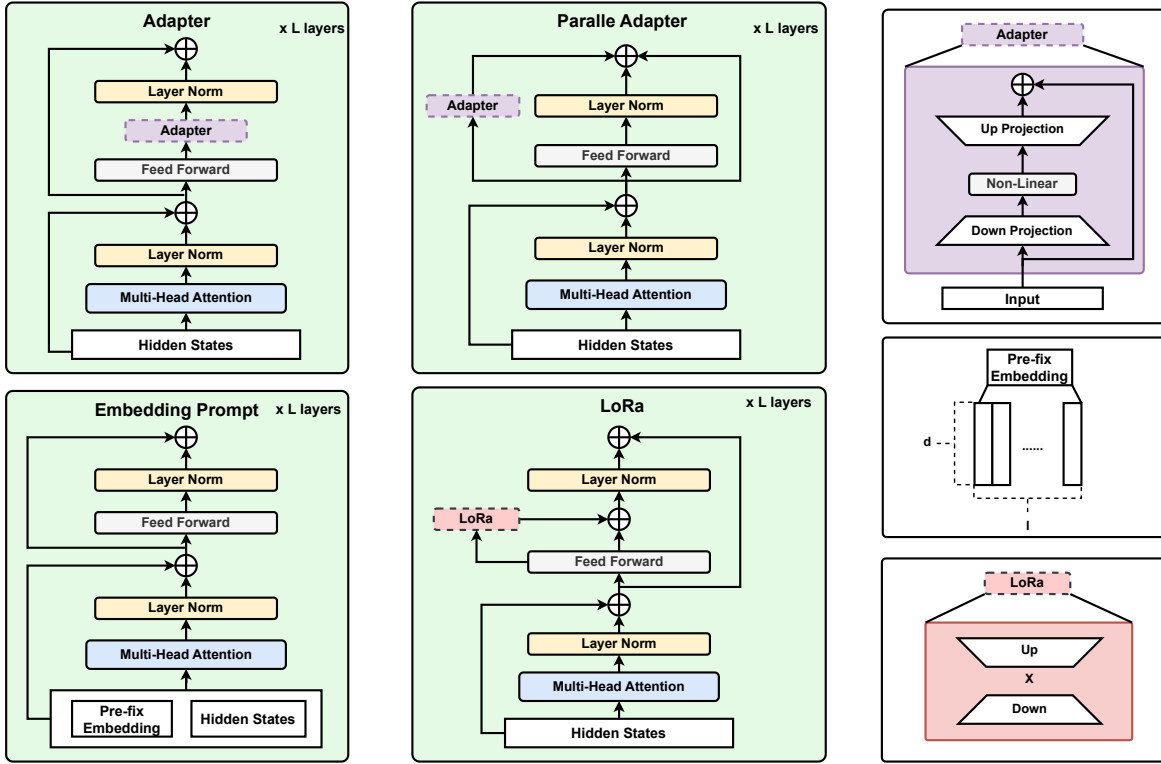 Adapter
x L layers
Layer Norm
Adapter
Feed Forward
Layer Norm
Multi-Head Attention
Hidden States
Paralle Adapter
x L layers
Adapter
Layer Norm
Feed Forward
Layer Norm
Multi-Head Attention
Hidden States
Adapter
Up Projection
Non-Linear
Down Projection
Input
Embedding Prompt
x L layers
Layer Norm
Feed Forward
Layer Norm
Multi-Head Attention
Pre-fix
Embedding
Hidden States
LoRa
x L layers
Layer Norm
LoRa
Feed Forward
Layer Norm
Multi-Head Attention
Hidden States
Pre-fix
Embedding
d
......
l
LoRa
Up
X
Down